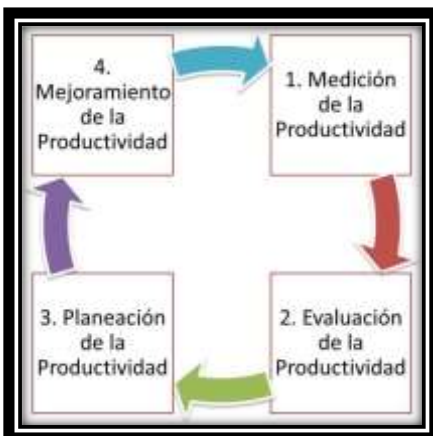 4.
Mejoramiento
de la
Productividad
1. Medición
de la
Productividad
2. Evaluación
de la
Productividad
3. Planeación
de la
Productividad